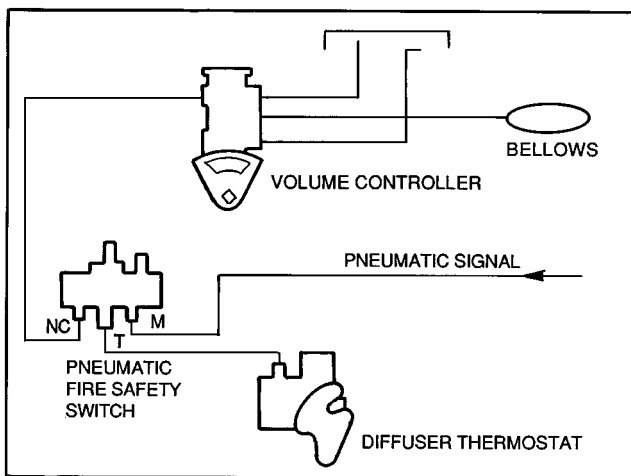 BELLOWS
VOLUME CONTROLLER
PNEUMATIC SIGNAL
NC
T
M
PNEUMATIC
FIRE SAFETY
SWITCH
DIFFUSER THERMOSTAT